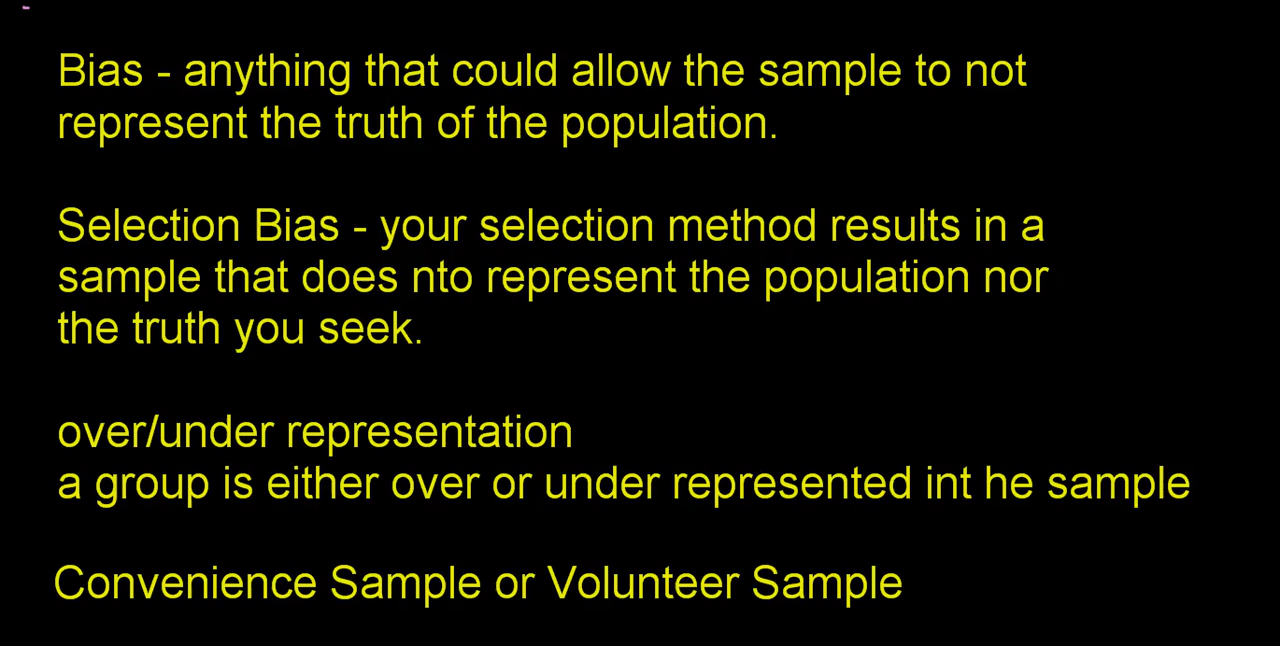 Bias - anything that could allow the sample to not
represent the truth of the population.
Selection Bias - your selection method results in a
sample that does nto represent the population nor
the truth you seek.
over/under representation
a group is either over or under represented int he sample
Convenience Sample or Volunteer Sample